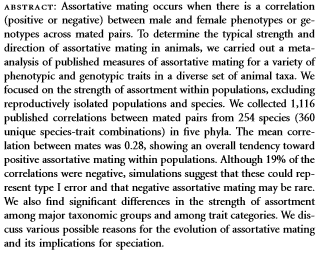 ABSTRACT: Assortative mating occurs when there is a correlation
(positive or negative) between male and female phenotypes or ge-
notypes across mated pairs. To determine the typical strength and
direction of assortative mating in animals, we carried out a meta-
analysis of published measures of assortative mating for a variety of
phenotypic and genotypic traits in a diverse set of animal taxa. We
focused on the strength of assortment within populations, excluding
reproductively isolated populations and species. We collected 1,116
published correlations between mated pairs from 254 species (360
unique species-trait combinations) in five phyla. The mean corre-
lation between mates was 0.28, showing an overall tendency toward
positive assortative mating within populations. Although 19% of the
correlations were negative, simulations suggest that these could rep-
resent type I error and that negative assortative mating may be rare.
We also find significant differences in the strength of assortment
among major taxonomic groups and among trait categories. We dis-
cuss various possible reasons for the evolution of assortative mating
and its implications for speciation.